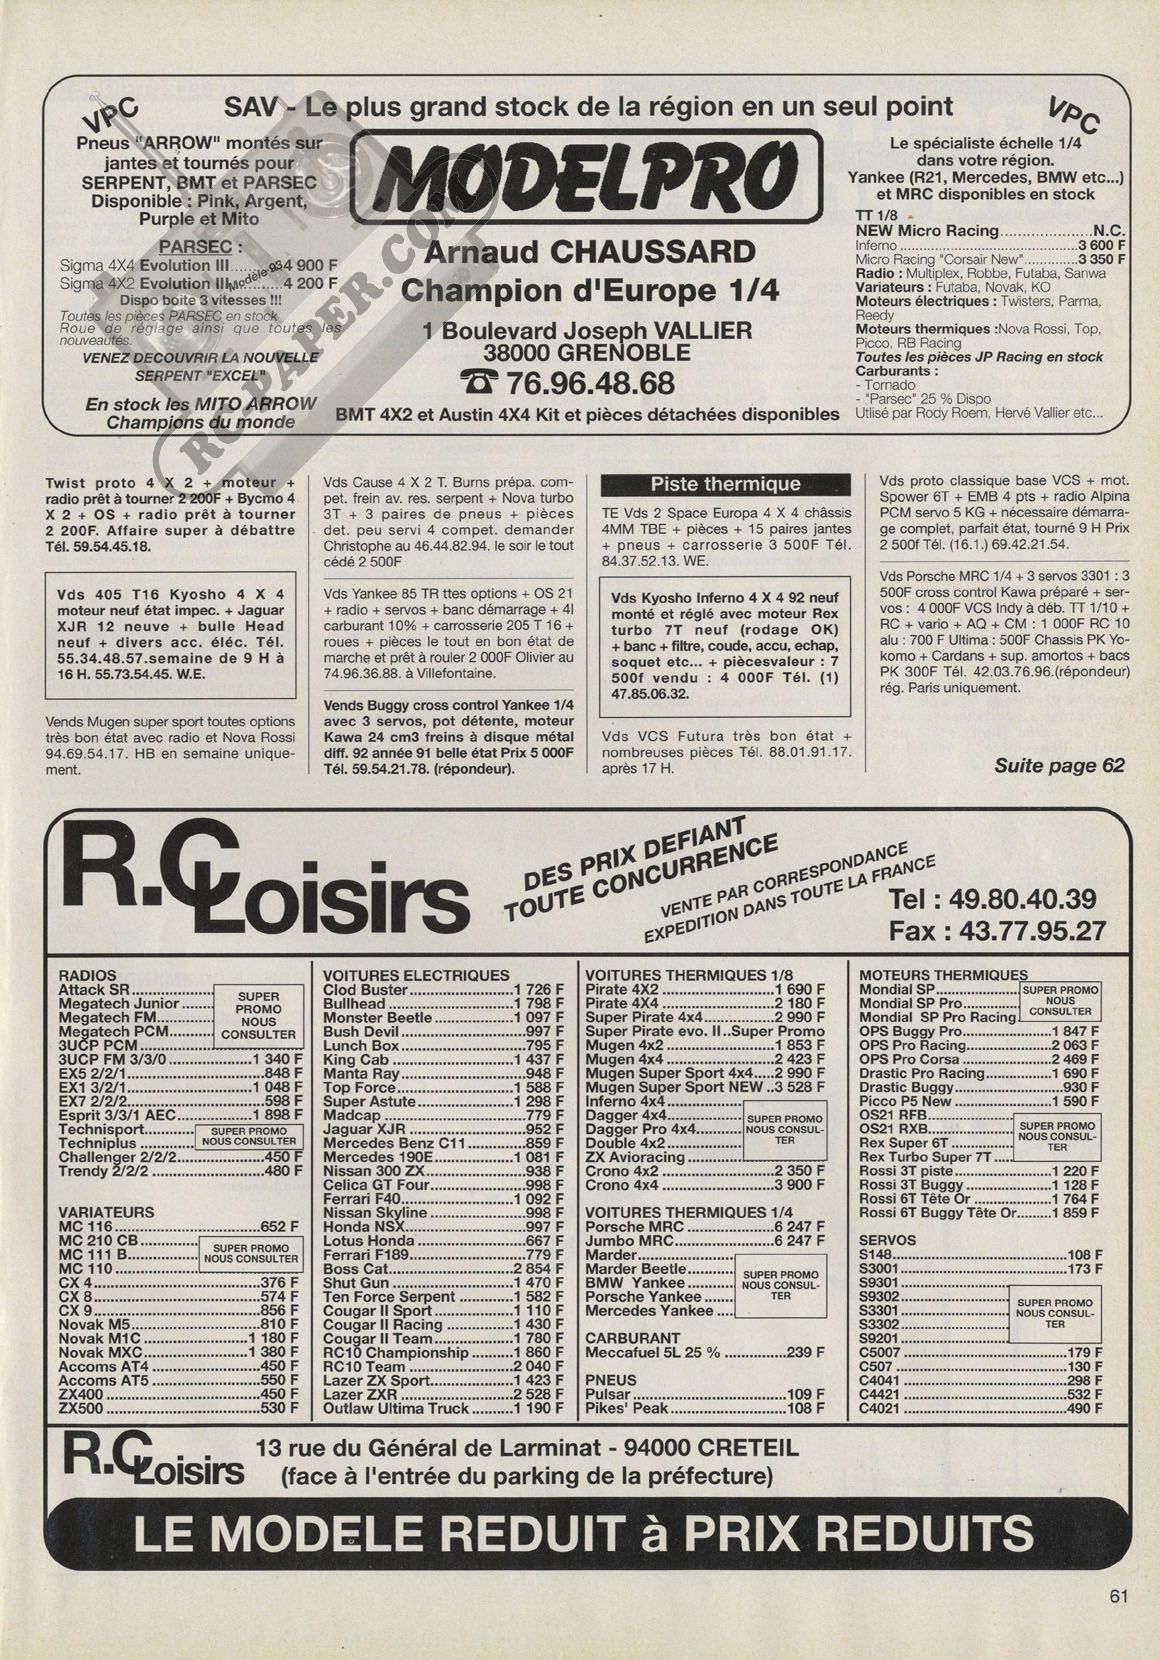 VPC
SAV - Le plus grand stock de la région en un seul point
VPC
Pneus "ARROW" montés sur
jantes et tournés pour
SERPENT, BMT et PARSEC
Disponible : Pink, Argent,
Purple et Mito
PARSEC :
Sigma 4X4 Evolution III.........4 900 F
Sigma 4X2 Evolution III.........4 200 F
Modèle 93
Dispo boite 3 vitesses !!!
Toutes les pièces PARSEC en stock
Roue de réglage ainsi que toutes les
nouveautés.
VENEZ DECOUVRIR LA NOUVELLE
SERPENT "EXCEL"
En stock les MITO ARROW
Champions du monde
MODELPRO
Arnaud CHAUSSARD
Champion d'Europe 1/4
1 Boulevard Joseph VALLIER
38000 GRENOBLE
☎ 76.96.48.68
BMT 4X2 et Austin 4X4 Kit et pièces détachées disponibles
Le spécialiste échelle 1/4
dans votre région.
Yankee (R21, Mercedes, BMW etc...)
et MRC disponibles en stock
TT 1/8
NEW Micro Racing......................N.C.
Inferno..........................................3 600 F
Micro Racing "Corsair New".............3 350 F
Radio : Multiplex, Robbe, Futaba, Sanwa
Variateurs : Futaba, Novak, KO
Moteurs électriques : Twisters, Parma,
Reedy
Moteurs thermiques :Nova Rossi, Top,
Picco, RB Racing
Toutes les pièces JP Racing en stock
Carburants :
- Tornado
- "Parsec" 25 % Dispo
Utlisé par Rody Roem, Hervé Vallier etc...
RC-PAPER.COM
Twist proto 4 X 2 + moteur +
radio prêt à tourner 2 200F + Bycmo 4
X 2 + OS + radio prêt à tourner
2 200F. Affaire super à débattre
Tél. 59.54.45.18.
Vds 405 T16 Kyosho 4 X 4
moteur neuf état impec. + Jaguar
XJR 12 neuve + bulle Head
neuf + divers acc. éléc. Tél.
55.34.48.57.semaine de 9 H à
16 H. 55.73.54.45. W.E.
Vends Mugen super sport toutes options
très bon état avec radio et Nova Rossi
94.69.54.17. HB en semaine unique-
ment.
Vds Cause 4 X 2 T. Burns prépa. com-
pet. frein av. res. serpent + Nova turbo
3T + 3 paires de pneus + pièces
det. peu servi 4 compet. demander
Christophe au 46.44.82.94. le soir le tout
cédé 2 500F
Vds Yankee 85 TR ttes options + OS 21
+ radio + servos + banc démarrage + 4l
carburant 10% + carrosserie 205 T 16 +
roues + pièces le tout en bon état de
marche et prêt à rouler 2 000F Olivier au
74.96.36.88. à Villefontaine.
Vends Buggy cross control Yankee 1/4
avec 3 servos, pot détente, moteur
Kawa 24 cm3 freins à disque métal
diff. 92 année 91 belle état Prix 5 000F
Tél. 59.54.21.78. (répondeur).
Piste thermique
TE Vds 2 Space Europa 4 X 4 châsis
4MM TBE + pièces + 15 paires jantes
+ pneus + carrosserie 3 500F Tél.
84.37.52.13. WE.
Vds Kyosho Inferno 4 X 4 92 neuf
monté et réglé avec moteur Rex
turbo 7T neuf (rodage OK)
+ banc + filtre, coude, accu, echap,
soquet etc... + piècesvaleur : 7
500f vendu : 4 000F Tél. (1)
47.85.06.32.
Vds VCS Futura très bon état +
nombreuses pièces Tél. 88.01.91.17.
après 17 H.
Vds proto classique base VCS + mot.
Spower 6T + EMB 4 pts + radio Alpina
PCM servo 5 KG + nécessaire démarra-
ge complet, parfait état, tourné 9 H Prix
2 500f Tél. (16.1.) 69.42.21.54.
Vds Porsche MRC 1/4 + 3 servos 3301 : 3
500F cross control Kawa préparé + ser-
vos : 4 000F VCS Indy à déb. TT 1/10 +
RC + vario + AQ + CM : 1 000F RC 10
alu : 700 F Ultima : 500F Chassis PK Yo-
komo + Cardans + sup. amortos + bacs
PK 300F Tél. 42.03.76.96.(répondeur)
rég. Paris uniquement.
Suite page 62
R.C Loisirs
DES PRIX DEFIANT
TOUTE CONCURRENCE
VENTE PAR CORRESPONDANCE
EXPEDITION DANS TOUTE LA FRANCE
Tel : 49.80.40.39
Fax : 43.77.95.27
RADIOS
Attack SR
Megatech Junior
Megatech FM
Megatech PCM
3UCP PCM
SUPER
PROMO
NOUS
CONSULTER
3UCP FM 3/3/0..............1 340 F
EX5 2/2/1..........................848 F
EX1 3/2/1.......................1 048 F
EX7 2/2/2..........................598 F
Esprit 3/3/1 AEC............1 898 F
Technisport
Techniplus
SUPER PROMO
NOUS CONSULTER
Challenger 2/2/2..............450 F
Trendy 2/2/2....................480 F
VARIATEURS
MC 116..............................652 F
MC 210 CB
MC 111 B
MC 110
SUPER PROMO
NOUS CONSULTER
CX 4..................................376 F
CX 8..................................574 F
CX 9..................................856 F
Novak M5..........................810 F
Novak M1C....................1 180 F
Novak MXC...................1 380 F
Accoms AT4.....................450 F
Accoms AT5.....................550 F
ZX400................................450 F
ZX500................................530 F
VOITURES ELECTRIQUES
Clod Buster....................1 726 F
Bullhead.........................1 798 F
Monster Beetle..............1 097 F
Bush Devil........................997 F
Lunch Box........................795 F
King Cab........................1 437 F
Manta Ray........................948 F
Top Force.......................1 588 F
Super Astute..................1 298 F
Madcap.............................779 F
Jaguar XJR.......................952 F
Mercedes Benz C11.........859 F
Mercedes 190E..............1 081 F
Nissan 300 ZX..................938 F
Celica GT Four.................998 F
Ferrari F40.....................1 092 F
Nissan Skyline.................998 F
Honda NSX.......................997 F
Lotus Honda.....................667 F
Ferrari F189......................779 F
Boss Cat........................2 854 F
Shut Gun........................1 470 F
Ten Force Serpent.........1 582 F
Cougar II Sport..............1 110 F
Cougar II Racing............1 430 F
Cougar II Team..............1 780 F
RC10 Championship......1 860 F
RC10 Team....................2 040 F
Lazer ZX Sport...............1 423 F
Lazer ZXR......................2 528 F
Outlaw Ultima Truck......1 190 F
VOITURES THERMIQUES 1/8
Pirate 4X2......................1 690 F
Pirate 4X4......................2 180 F
Super Pirate 4x4............2 990 F
Super Pirate evo. II..Super Promo
Mugen 4x2.....................1 853 F
Mugen 4x4.....................2 423 F
Mugen Super Sport 4x4.....2 990 F
Mugen Super Sport NEW..3 528 F
Inferno 4x4
Dagger 4x4
Dagger Pro 4x4
Double 4x2
ZX Avioracing
SUPER PROMO
NOUS CONSUL-
TER
Crono 4x2......................2 350 F
Crono 4x4......................3 900 F
VOITURES THERMIQUES 1/4
Porsche MRC................6 247 F
Jumbo MRC...................6 247 F
Marder
Marder Beetle
BMW Yankee
Porsche Yankee
Mercedes Yankee
SUPER PROMO
NOUS CONSUL-
TER
CARBURANT
Meccafuel 5L 25 %.............239 F
PNEUS
Pulsar................................109 F
Pikes' Peak.......................108 F
MOTEURS THERMIQUES
Mondial SP
Mondial SP Pro
Mondial SP Pro Racing
SUPER PROMO
NOUS
CONSULTER
OPS Buggy Pro.............1 847 F
OPS Pro Racing.............2 063 F
OPS Pro Corsa..............2 469 F
Drastic Pro Racing........1 690 F
Drastic Buggy...................930 F
Picco P5 New................1 590 F
OS21 RFB
OS21 RXB
Rex Super 6T
Rex Turbo Super 7T
SUPER PROMO
NOUS CONSUL-
TER
Rossi 3T piste................1 220 F
Rossi 3T Buggy..............1 128 F
Rossi 6T Tête Or............1 764 F
Rossi 6T Buggy Tête Or.......1 859 F
SERVOS
S148..................................108 F
S3001................................173 F
S9301
S9302
S3301
S3302
S9201
SUPER PROMO
NOUS CONSUL-
TER
C5007................................179 F
C507..................................130 F
C4041................................298 F
C4421................................532 F
C4021................................490 F
R.C Loisirs
13 rue du Général de Larminat - 94000 CRETEIL
(face à l'entrée du parking de la préfecture)
LE MODELE REDUIT à PRIX REDUITS
61